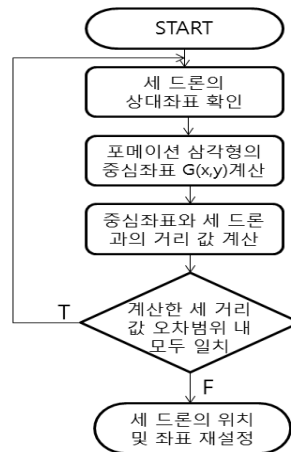 START
세 드론의
상대좌표 확인
포메이션 삼각형의
중심좌표 G(x,y)계산
중심좌표와 세 드론
과의 거리 값 계산
계산한 세 거리
값 오차범위 내
모두 일치
T
F
세 드론의 위치
및 좌표 재설정